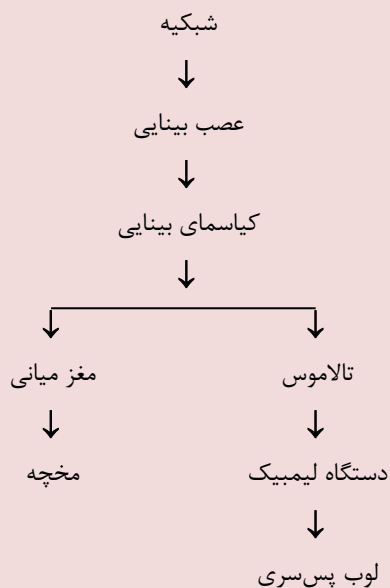 شبکیه
عصب بینایی
کیاسمای بینایی
تالاموس
مغز میانی
دستگاه لیمبیک
مخچه
لوب پس‌سری